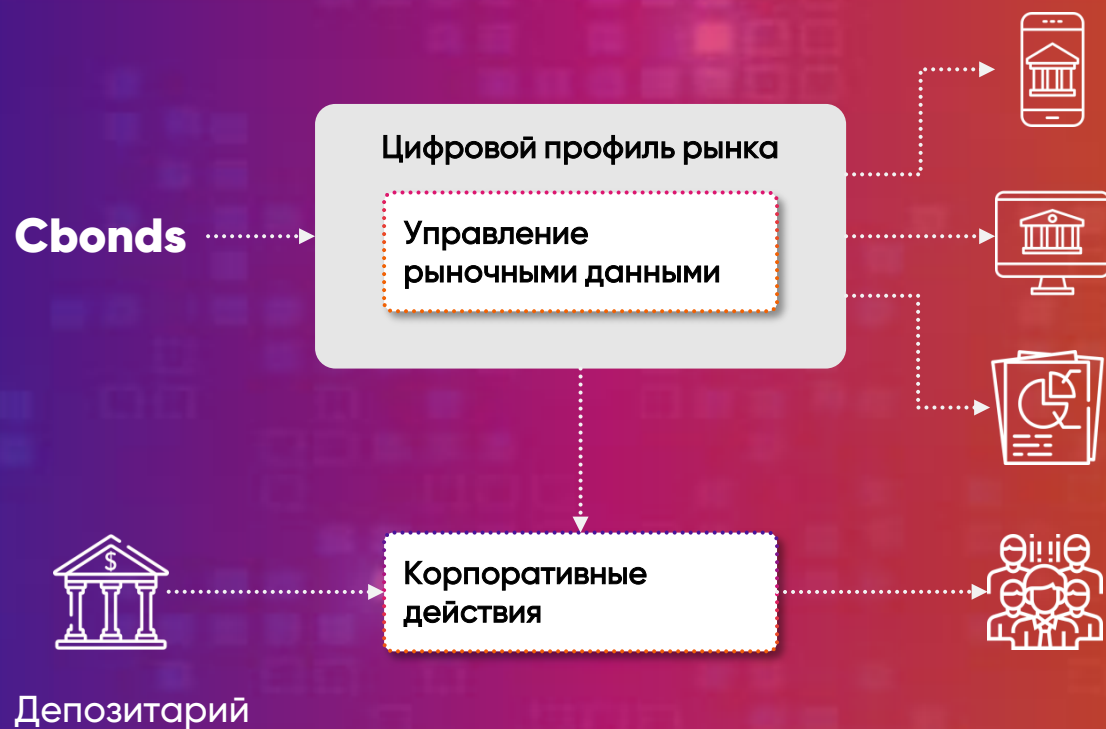 Цифровой профиль рынка
Cbonds
Управление
рыночными данными
$
Корпоративные
действия
Депозитарий